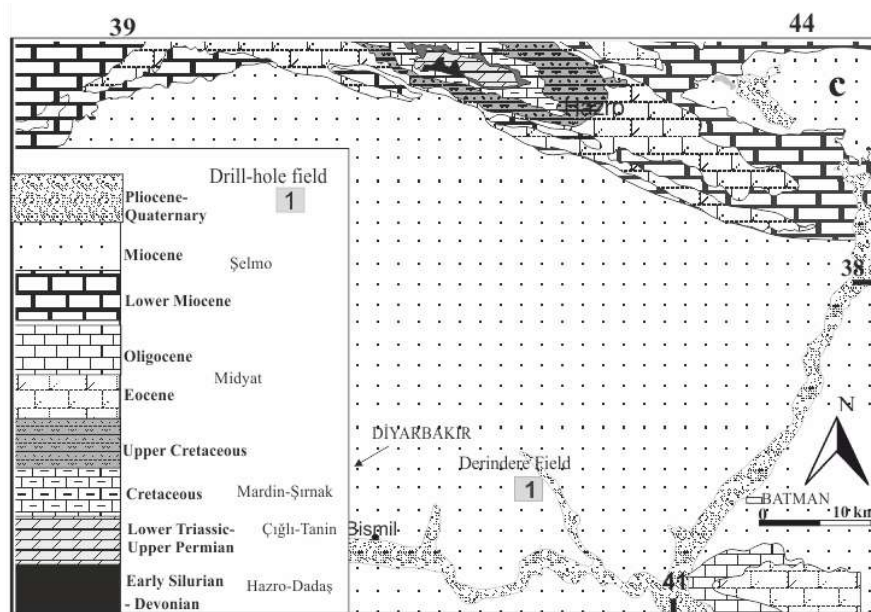 39
44
c
Hazro
Drill-hole field
1
Pliocene-
Quaternary
Miocene
Şelmo
Lower Miocene
Oligocene
Midyat
Eocene
Upper Cretaceous
Cretaceous
Mardin-Şırnak
Lower Triassic-
Upper Permian
Çığlı-Tanin
Early Silurian
- Devonian
Hazro-Dadaş
38
N
DİYARBAKIR
Derindere Field
1
BATMAN
0 10 km
Bismil
41